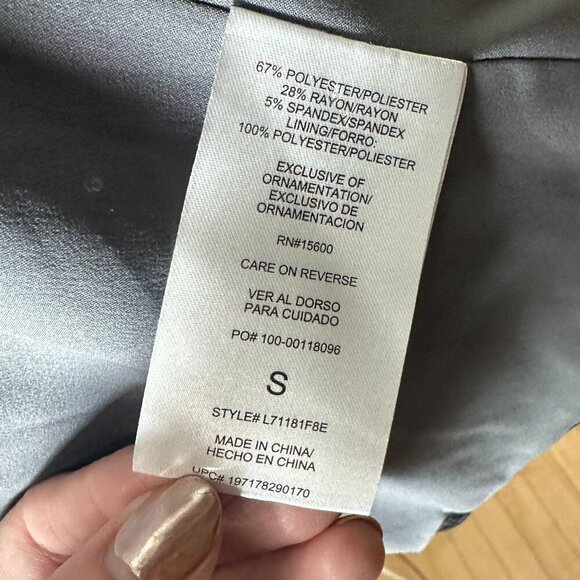 67% POLYESTER/POLIESTER
28% RAYON/RAYON
5% SPANDEX/SPANDEX
LINING/FORRO:
100% POLYESTER/POLIESTER
EXCLUSIVE OF
ORNAMENTATION/
EXCLUSIVO DE
ORNAMENTACION
RN#15600
CARE ON REVERSE
VER AL DORSO
PARA CUIDADO
PO# 100-00118096
S
STYLE# L71181F8E
MADE IN CHINA/
HECHO EN CHINA
UPC# 197178290170